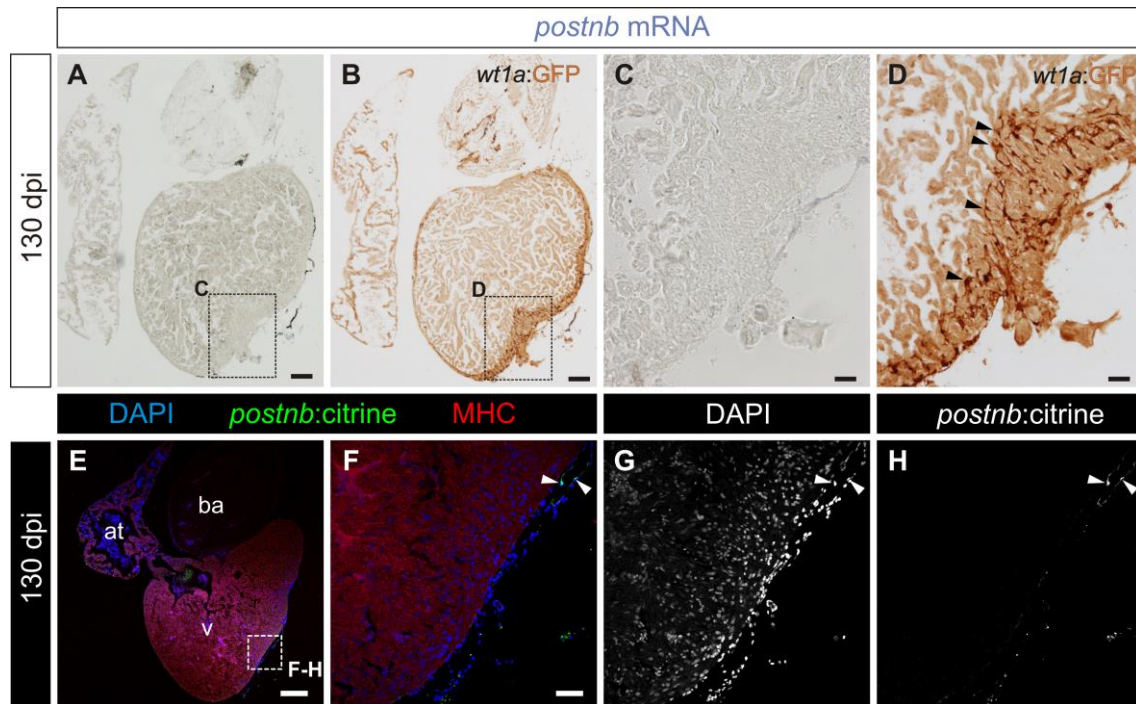 postnb mRNA
130 dpi
A
B
wt1a:GFP
C
D
wt1a:GFP
C
D
DAPI postnb:citrine MHC
DAPI
postnb:citrine
130 dpi
E
F
G
H
ba
at
v
F-H